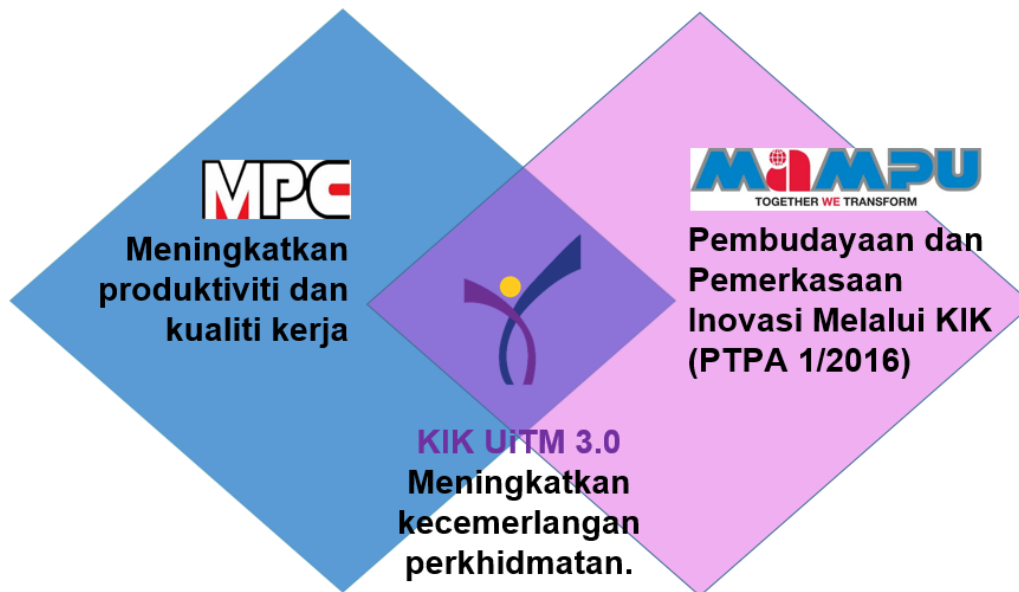 MPC
Meningkatkan
produktiviti dan
kualiti kerja
MAMPU
TOGETHER WE TRANSFORM
Pembudayaan dan
Pemerkasaan
Inovasi Melalui KIK
(PTPA 1/2016)
KIK UiTM 3.0
Meningkatkan
kecemerlangan
perkhidmatan.